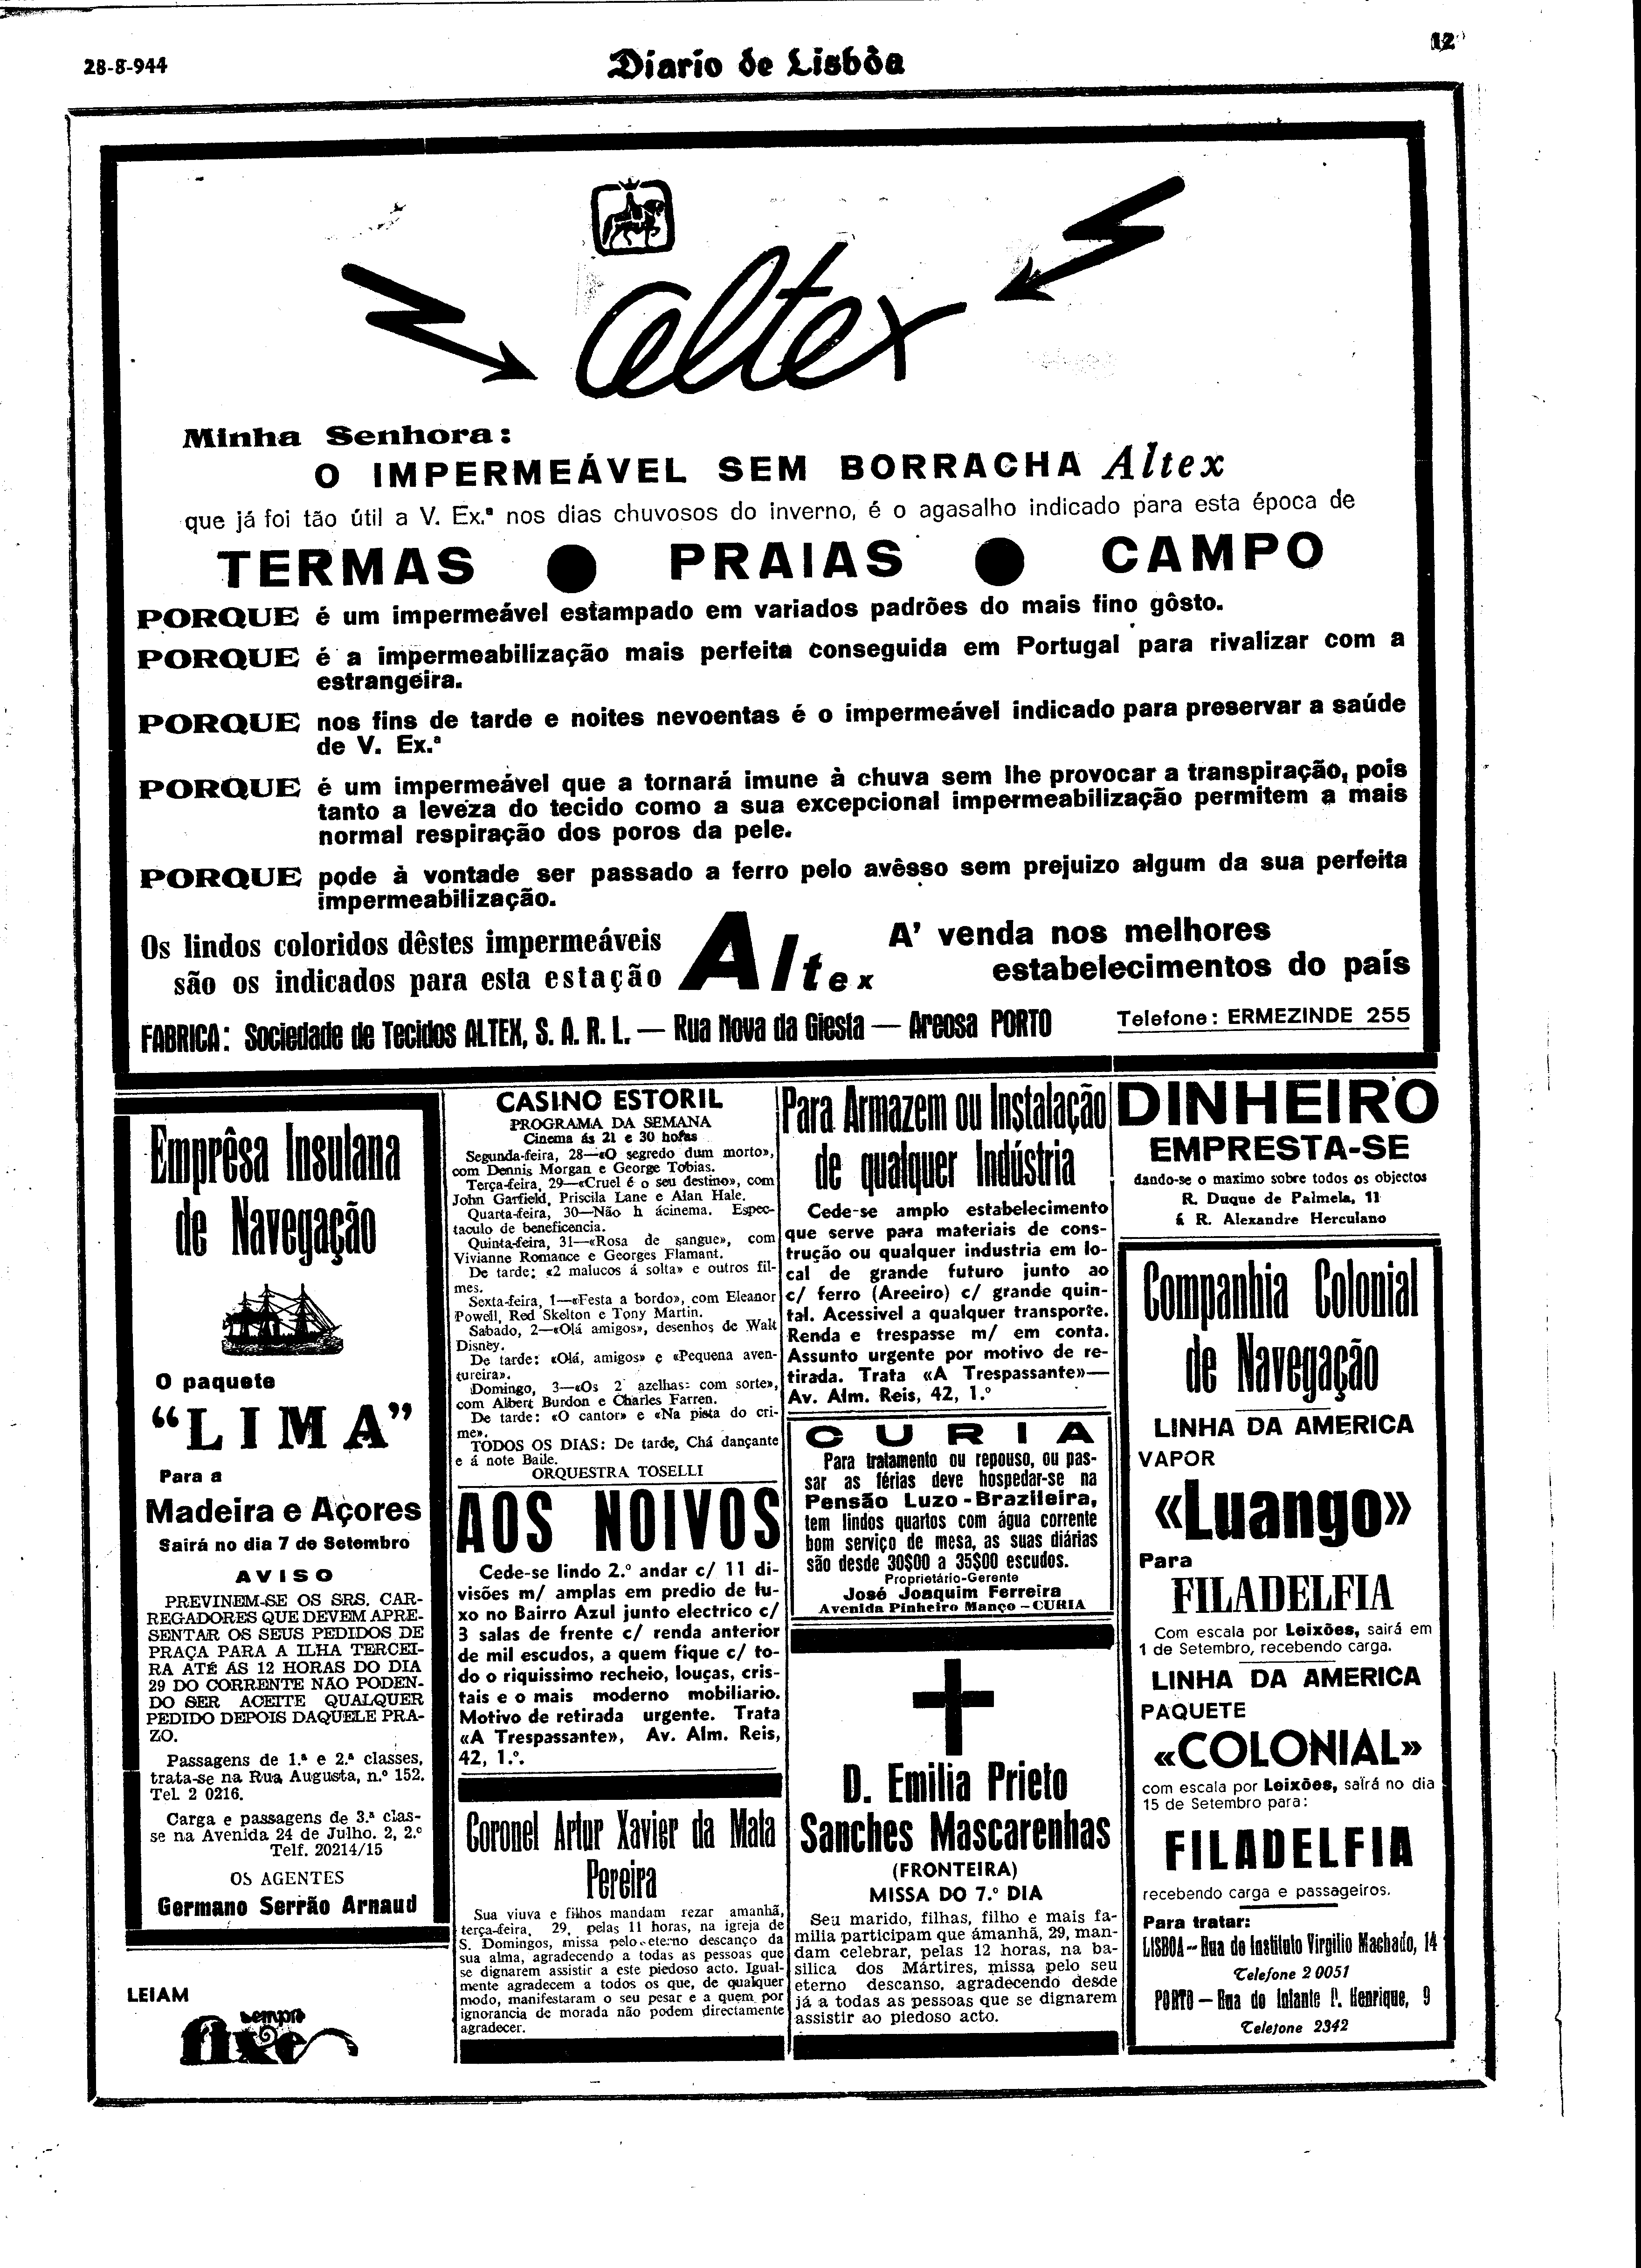 28-8-944
Diario de Lisbôa
12
altex
Minha Senhora:
O IMPERMEÁVEL SEM BORRACHA Altex
que já foi tão útil a V. Ex.ª nos dias chuvosos do inverno, é o agasalho indicado para esta época de
TERMAS ● PRAIAS ● CAMPO
PORQUE é um impermeável estampado em variados padrões do mais fino gôsto.
PORQUE é a impermeabilização mais perfeita conseguida em Portugal para rivalizar com a
estrangeira.
PORQUE nos fins de tarde e noites nevoentas é o impermeável indicado para preservar a saúde
de V. Ex.ª
PORQUE é um impermeável que a tornará imune à chuva sem lhe provocar a transpiração, pois
tanto a leveza do tecido como a sua excepcional impermeabilização permitem a mais
normal respiração dos poros da pele.
PORQUE pode à vontade ser passado a ferro pelo avêsso sem prejuizo algum da sua perfeita
impermeabilização.
Os lindos coloridos dêstes impermeáveis
são os indicados para esta estação
Altex
A' venda nos melhores
estabelecimentos do país
FABRICA: Sociedade de Tecidos ALTEX, S. A. R. L. — Rua Nova da Giesta — Areosa PORTO
Telefone: ERMEZINDE 255
Emprêsa Insulana
de Navegação
O paquete
"LIMA"
Para a
Madeira e Açores
Sairá no dia 7 de Setembro
AVISO
PREVINEM-SE OS SRS. CAR-
REGADORES QUE DEVEM APRE-
SENTAR OS SEUS PEDIDOS DE
PRAÇA PARA A ILHA TERCEI-
RA ATÉ ÀS 12 HORAS DO DIA
29 DO CORRENTE NÃO PODEN-
DO SER ACEITE QUALQUER
PEDIDO DEPOIS DAQUELE PRA-
ZO.
Passagens de 1.ª e 2.ª classes,
trata-se na Rua Augusta, n.º 152.
Tel. 2 0216.
Carga e passagens de 3.ª clas-
se na Avenida 24 de Julho. 2, 2.º
Telf. 20214/15
OS AGENTES
Germano Serrão Arnaud
LEIAM
sempre
fixe
CASINO ESTORIL
PROGRAMA DA SEMANA
Cinema ás 21 e 30 horas
Segunda-feira, 28—«O segredo dum morto»,
com Dennis Morgan e George Tobias.
Terça-feira, 29—«Cruel é o seu destino», com
John Garfield, Priscila Lane e Alan Hale.
Quarta-feira, 30—Não h ácinema. Espec-
taculo de beneficencia.
Quinta-feira, 31—«Rosa de sangue», com
Vivianne Romance e Georges Flamant.
De tarde: «2 malucos á solta» e outros fil-
mes.
Sexta-feira, 1—«Festa a bordo», com Eleanor
Powell, Red Skelton e Tony Martin.
Sabado, 2—«Olá amigos», desenhos de Walt
Disney.
De tarde: «Olá, amigos» e «Pequena aven-
tureira».
Domingo, 3—«Os 2 azelhas: com sorte»,
com Albert Burdon e Charles Farren.
De tarde: «O cantor» e «Na pista do cri-
me».
TODOS OS DIAS: De tarde, Chá dançante
e á note Baile.
ORQUESTRA TOSELLI
AOS NOIVOS
Cede-se lindo 2.º andar c/ 11 di-
visões m/ amplas em predio de lu-
xo no Bairro Azul junto electrico c/
3 salas de frente c/ renda anterior
de mil escudos, a quem fique c/ to-
do o riquissimo recheio, louças, cris-
tais e o mais moderno mobiliario.
Motivo de retirada urgente. Trata
«A Trespassante», Av. Alm. Reis,
42, 1.º.
Coronel Artur Xavier da Mata
Pereira
Sua viuva e filhos mandam rezar amanhã,
terça-feira, 29, pelas 11 horas, na igreja de
S. Domingos, missa pelo eterno descanço da
sua alma, agradecendo a todas as pessoas que
se dignarem assistir a este piedoso acto. Igual-
mente agradecem a todos os que, de qualquer
modo, manifestaram o seu pesar e a quem por
ignorancia de morada não podem directamente
agradecer.
Para Armazem ou Instalação
de qualquer Indústria
Cede-se amplo estabelecimento
que serve para materiais de cons-
trução ou qualquer industria em lo-
cal de grande futuro junto ao
c/ ferro (Areeiro) c/ grande quin-
tal. Acessivel a qualquer transporte.
Renda e trespasse m/ em conta.
Assunto urgente por motivo de re-
tirada. Trata «A Trespassante»—
Av. Alm. Reis, 42, 1.º
CURIA
Para tratamento ou repouso, ou pas-
sar as férias deve hospedar-se na
Pensão Luzo-Brazileira,
tem lindos quartos com água corrente
bom serviço de mesa, as suas diárias
são desde 30$00 a 35$00 escudos.
Proprietário-Gerente
José Joaquim Ferreira
Avenida Pinheiro Manço — CURIA
D. Emilia Prieto
Sanches Mascarenhas
(FRONTEIRA)
MISSA DO 7.º DIA
Seu marido, filhas, filho e mais fa-
milia participam que ámanhã, 29, man-
dam celebrar, pelas 12 horas, na ba-
silica dos Mártires, missa pelo seu
eterno descanso, agradecendo desde
já a todas as pessoas que se dignarem
assistir ao piedoso acto.
DINHEIRO
EMPRESTA-SE
dando-se o maximo sobre todos os objectos
R. Duque de Palmela, 11
á R. Alexandre Herculano
Companhia Colonial
de Navegação
LINHA DA AMERICA
VAPOR
«Luango»
Para
FILADELFIA
Com escala por Leixões, sairá em
1 de Setembro, recebendo carga.
LINHA DA AMERICA
PAQUETE
«COLONIAL»
com escala por Leixões, saírá no dia
15 de Setembro para:
FILADELFIA
recebendo carga e passageiros.
Para tratar:
LISBOA — Rua do Instituto Virgilio Machado, 14
Telefone 2 0051
PORTO — Rua do Infante D. Henrique, 9
Telefone 2342